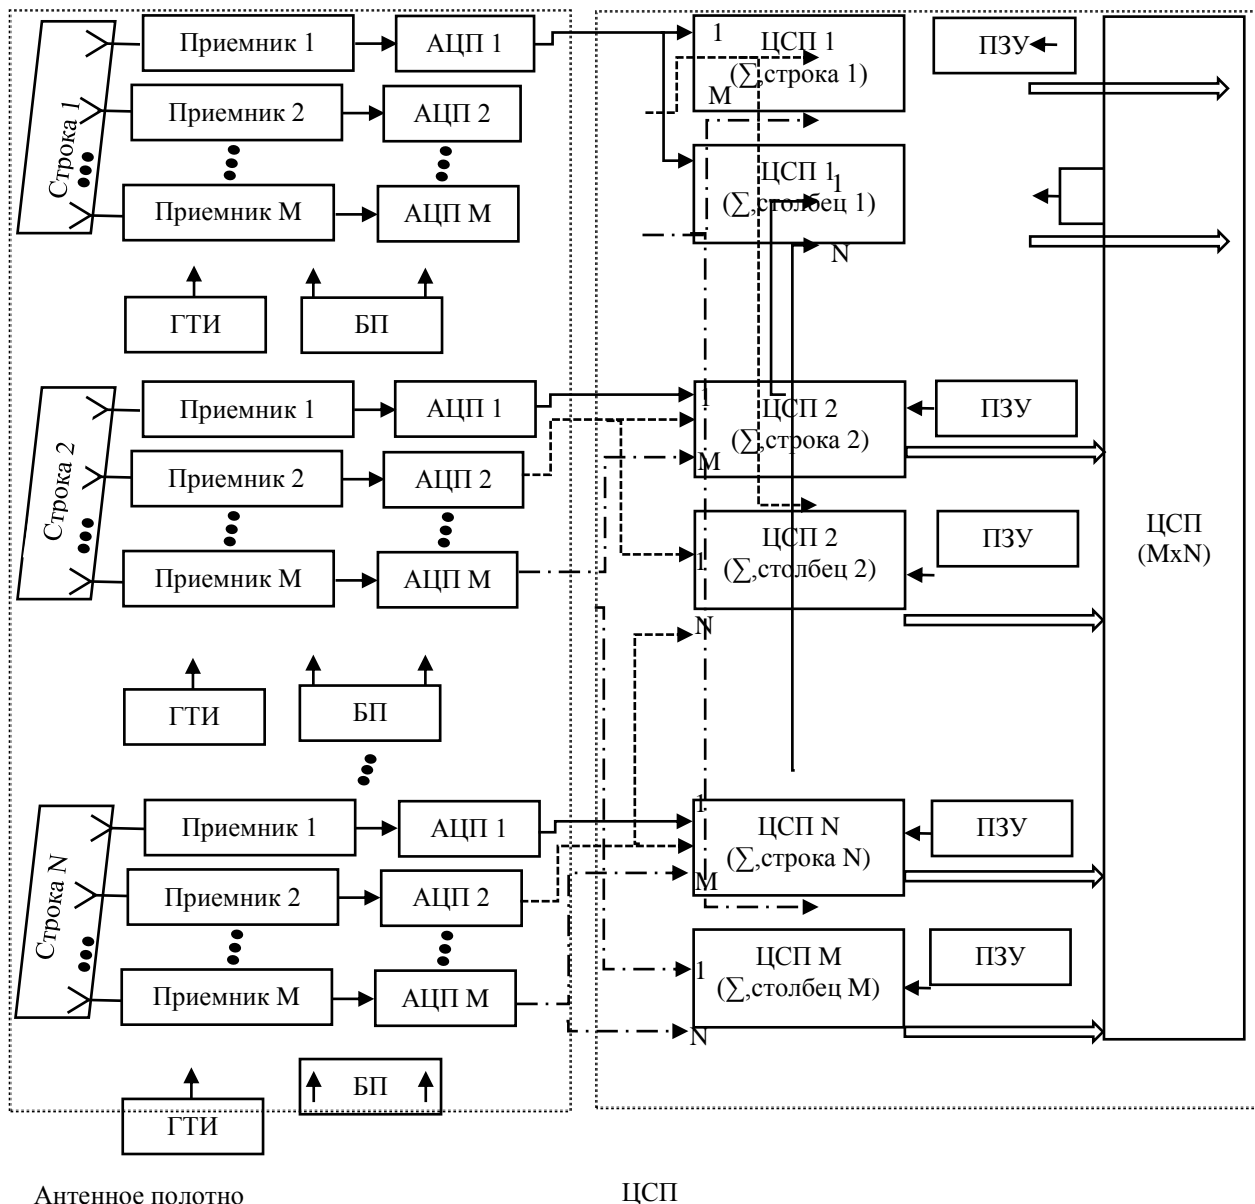 Строка 1
Приемник 1
АЦП 1
Приемник 2
АЦП 2
Приемник М
АЦП М
ГТИ
БП
1
М
ЦСП 1
(∑,строка 1)
ПЗУ
ЦСП 1
(∑,столбец 1)
1
N
Строка 2
Приемник 1
АЦП 1
Приемник 2
АЦП 2
Приемник М
АЦП М
ГТИ
БП
1
М
ЦСП 2
(∑,строка 2)
ПЗУ
1
N
ЦСП 2
(∑,столбец 2)
ПЗУ
ЦСП
(МxN)
Строка N
Приемник 1
АЦП 1
Приемник 2
АЦП 2
Приемник М
АЦП М
ГТИ
БП
1
М
ЦСП N
(∑,строка N)
ПЗУ
1
N
ЦСП М
(∑,столбец М)
ПЗУ
Антенное полотно
ЦСП